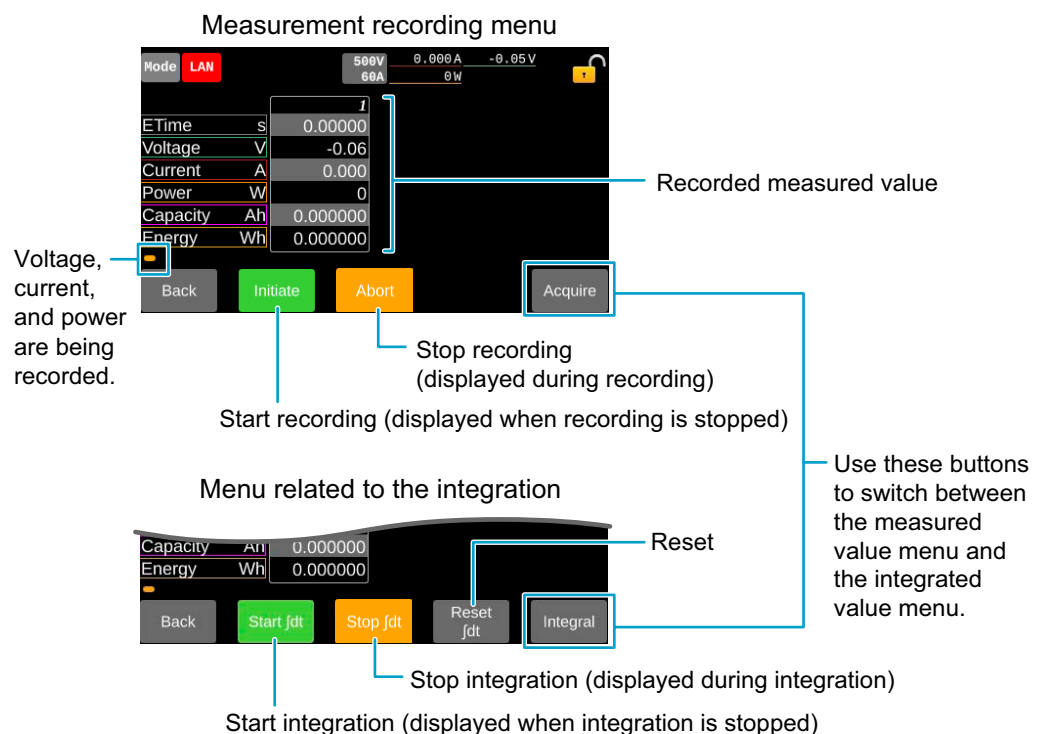 Measurement recording menu
Mode LAN 500V 0.000A -0.05V
60A 0W
1
ETime s 0.00000
Voltage V -0.06
Current A 0.000
Power W 0
Capacity Ah 0.000000
Energy Wh 0.000000
Recorded measured value
Voltage,
current,
and power
are being
recorded.
Back Initiate Abort Acquire
Stop recording
(displayed during recording)
Start recording (displayed when recording is stopped)
Use these buttons
to switch between
the measured
value menu and
the integrated
value menu.
Menu related to the integration
Capacity Ah 0.000000
Energy Wh 0.000000
Reset
Back Start ∫dt Stop ∫dt Reset ∫dt Integral
Stop integration (displayed during integration)
Start integration (displayed when integration is stopped)